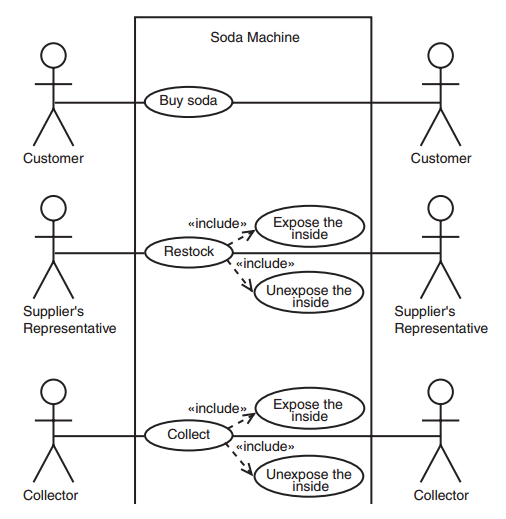 Soda Machine
Buy soda
Customer
Customer
«include»
Expose the
inside
Restock
«include»
Unexpose the
inside
Supplier's
Representative
Supplier's
Representative
«include»
Expose the
inside
Collect
«include»
Unexpose the
inside
Collector
Collector